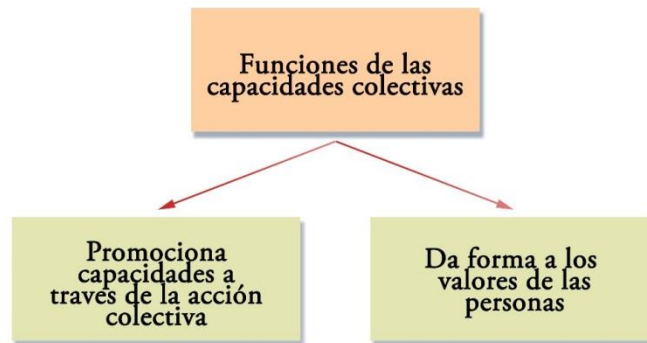 Funciones de las
capacidades colectivas
Promociona
capacidades a
través de la acción
colectiva
Da forma a los
valores de las
personas